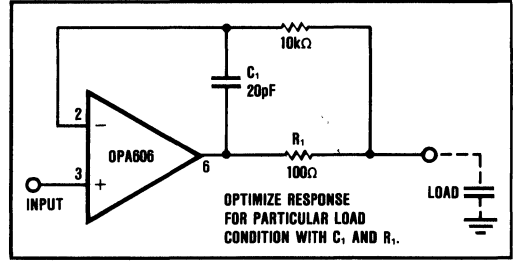 10kΩ
C₁
20pF
2
−
OPA606
6
R₁
100Ω
3
+
INPUT
LOAD
OPTIMIZE RESPONSE
FOR PARTICULAR LOAD
CONDITION WITH C₁ AND R₁.